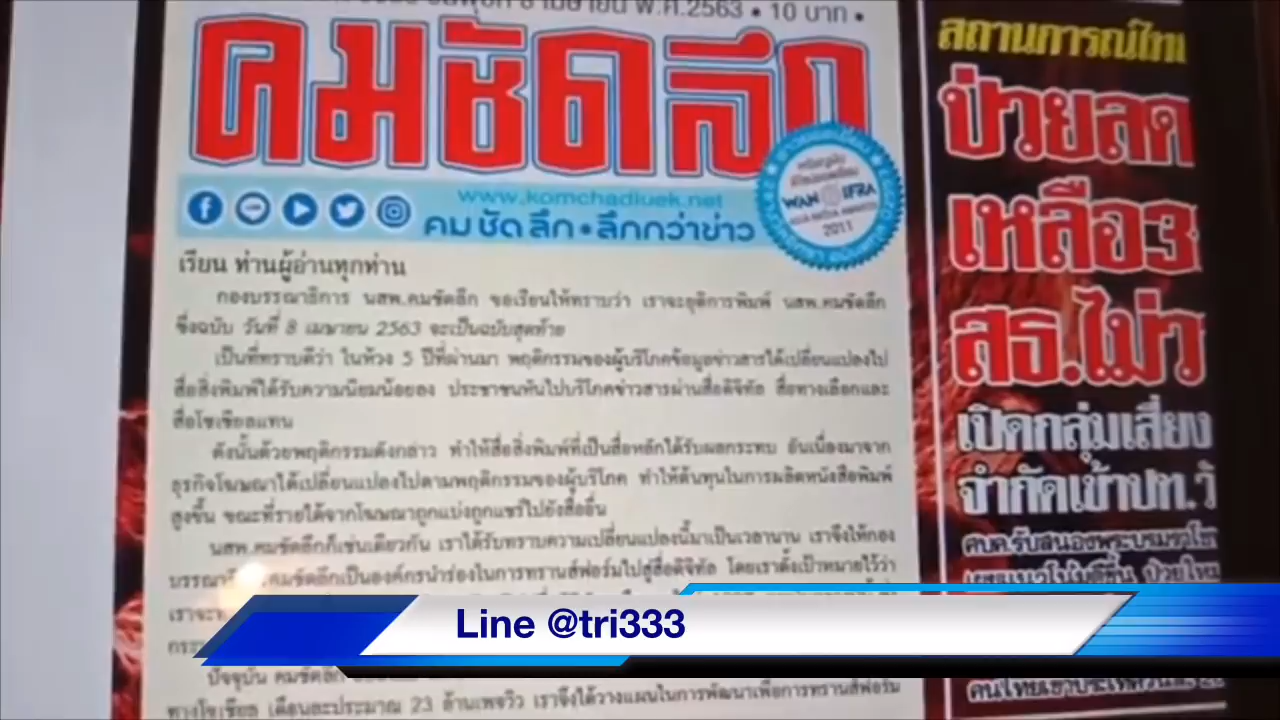 วันพุธที่ 8 เมษายน พ.ศ.2563 • 10 บาท •
คมชัดลึก
www.komchadluek.net
คม ชัด ลึก • ลึกกว่าข่าว
WAN IFRA
ASIA MEDIA AWARDS
2011
เรียน ท่านผู้อ่านทุกท่าน
กองบรรณาธิการ นสพ.คมชัดลึก ขอเรียนให้ทราบว่า เราจะยุติการพิมพ์ นสพ.คมชัดลึก
ซึ่งฉบับ วันที่ 8 เมษายน 2563 จะเป็นฉบับสุดท้าย
เป็นที่ทราบดีว่า ในห้วง 5 ปีที่ผ่านมา พฤติกรรมของผู้บริโภคข้อมูลข่าวสารได้เปลี่ยนแปลงไป
สื่อสิ่งพิมพ์ได้รับความนิยมน้อยลง ประชาชนหันไปบริโภคข่าวสารผ่านสื่อดิจิทัล สื่อทางเลือกและ
สื่อโซเชียลแทน
ดังนั้นด้วยพฤติกรรมดังกล่าว ทำให้สื่อสิ่งพิมพ์ที่เป็นสื่อหลักได้รับผลกระทบ อันเนื่องมาจาก
ธุรกิจโฆษณาได้เปลี่ยนแปลงไปตามพฤติกรรมของผู้บริโภค ทำให้ต้นทุนในการผลิตหนังสือพิมพ์
สูงขึ้น ขณะที่รายได้จากโฆษณาถูกแบ่งถูกแชร์ไปยังสื่ออื่น
นสพ.คมชัดลึกก็เช่นเดียวกัน เราได้รับทราบความเปลี่ยนแปลงนี้มาเป็นเวลานาน เราจึงให้กอง
บรรณาธิ คมชัดลึกเป็นองค์กรนำร่องในการทรานส์ฟอร์มไปสู่สื่อดิจิทัล โดยเราตั้งเป้าหมายไว้ว่า
เราจะ
Line @tri333
ปัจจุบัน คมชัดลึก
ทางโซเชียล เดือนละประมาณ 23 ล้านเพจวิว เราจึงได้วางแผนในการพัฒนาเพื่อการทรานส์ฟอร์ม
สถานการณ์ไทย
ป่วยลด
เหลือ3
สธ.ไม่ว
เปิดกลุ่มเสี่ยง
จำกัดเข้าปท.วั